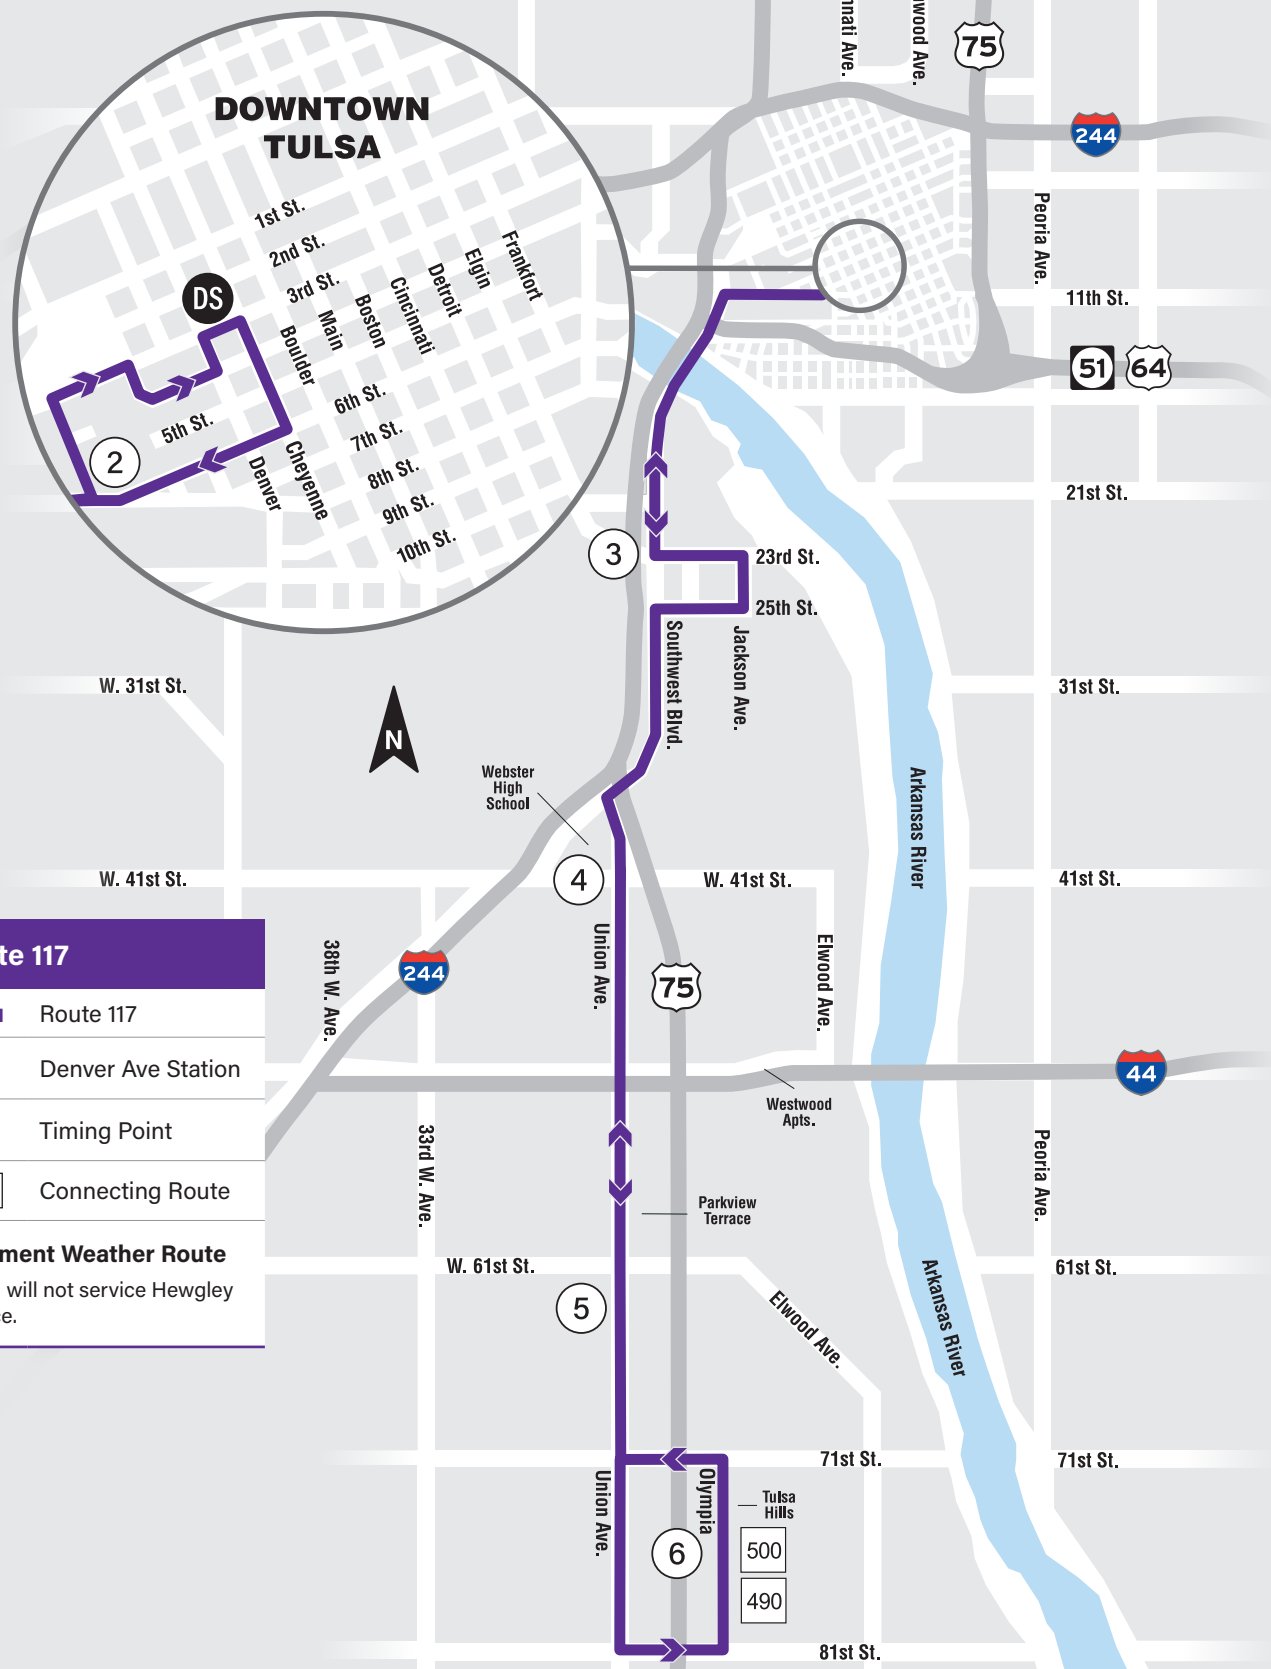 nnati Ave.
wood Ave.
75
DOWNTOWN
TULSA
244
1st St.
2nd St.
3rd St.
Main
Boston
Cincinnati
Detroit
Elgin
Frankfort
Peoria Ave.
11th St.
DS
Boulder
51
64
5th St.
6th St.
7th St.
8th St.
9th St.
10th St.
2
Denver
Cheyenne
21st St.
3
23rd St.
25th St.
Southwest Blvd.
Jackson Ave.
W. 31st St.
31st St.
N
Webster
High
School
Arkansas River
W. 41st St.
4
W. 41st St.
41st St.
te 117
Route 117
Denver Ave Station
Timing Point
Connecting Route
ment Weather Route
will not service Hewgley
ce.
38th W. Ave.
244
Union Ave.
75
Elwood Ave.
44
Westwood
Apts.
33rd W. Ave.
Peoria Ave.
Parkview
Terrace
W. 61st St.
61st St.
5
Elwood Ave.
Arkansas River
71st St.
71st St.
Union Ave.
Olympia
Tulsa
Hills
6
500
490
81st St.